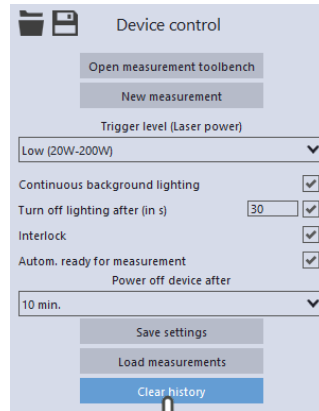 Device control
Open measurement toolbench
New measurement
Trigger level (Laser power)
Low (20W-200W)
Continuous background lighting
Turn off lighting after (in s) 30
Interlock
Autom. ready for measurement
Power off device after
10 min.
Save settings
Load measurements
Clear history